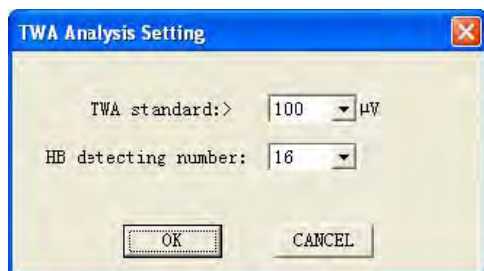 TWA Analysis Setting
TWA standard:> 100 μV
HB detecting number: 16
OK CANCEL